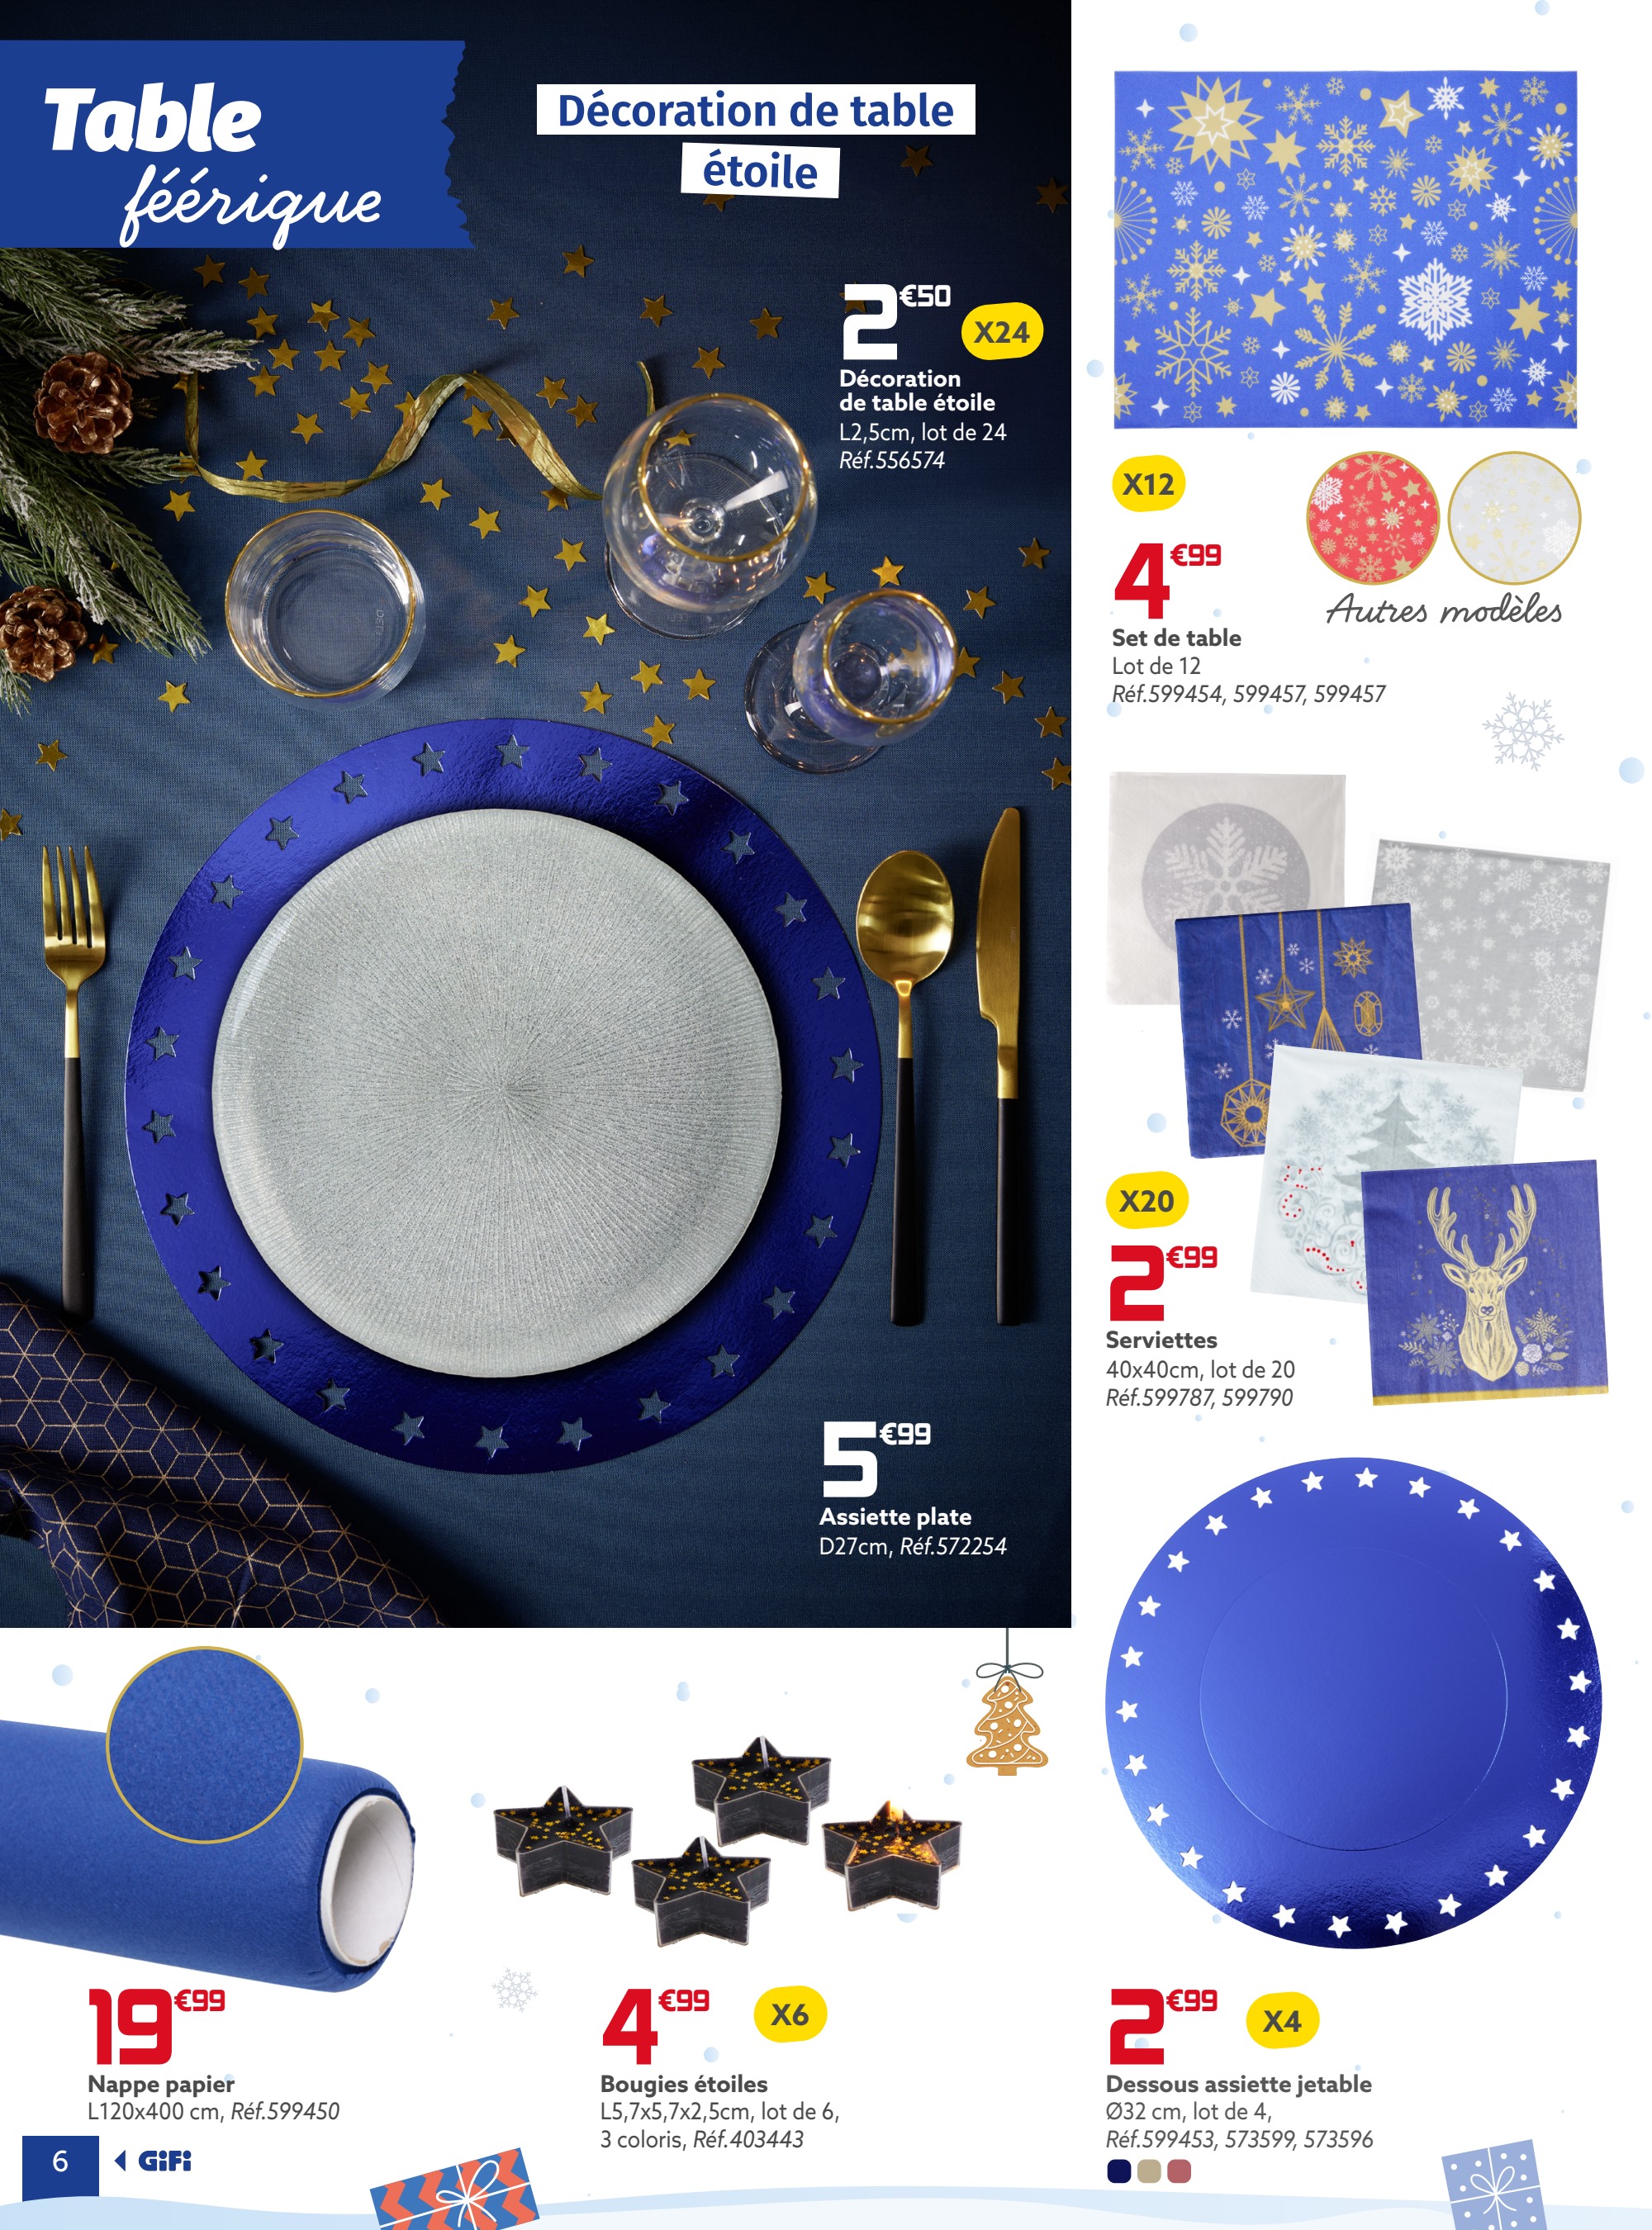 Table
féérique
Décoration de table
étoile
2€50
X24
Décoration
de table étoile
L2,5cm, lot de 24
Réf.556574
5€99
Assiette plate
D27cm, Réf.572254
X12
4€99
Autres modèles
Set de table
Lot de 12
Réf.599454, 599457, 599457
X20
2€99
Serviettes
40x40cm, lot de 20
Réf.599787, 599790
19€99
Nappe papier
L120x400 cm, Réf.599450
4€99
X6
Bougies étoiles
L5,7x5,7x2,5cm, lot de 6,
3 coloris, Réf.403443
2€99
X4
Dessous assiette jetable
Ø32 cm, lot de 4,
Réf.599453, 573599, 573596
6
GiFi